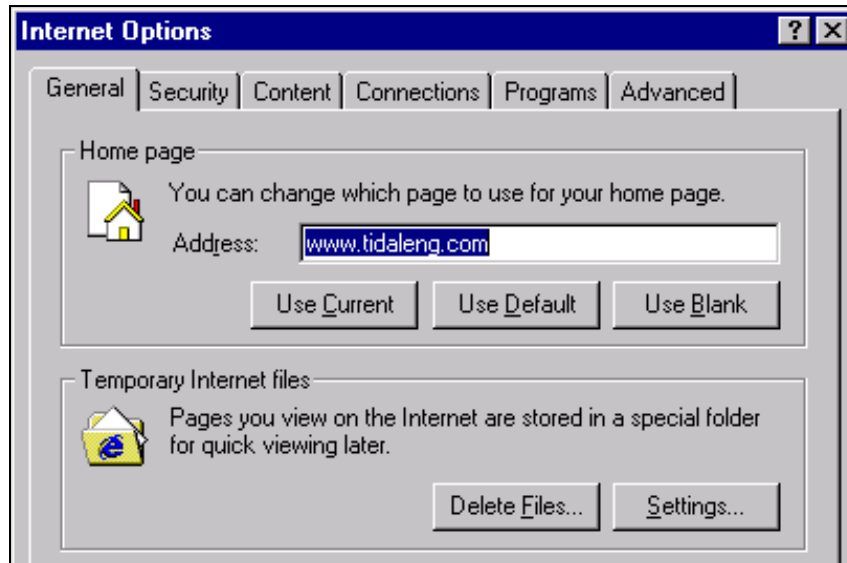 Internet Options
General Security Content Connections Programs Advanced
Home page
You can change which page to use for your home page.
Address: www.tidaleng.com
Use Current Use Default Use Blank
Temporary Internet files
Pages you view on the Internet are stored in a special folder
for quick viewing later.
Delete Files... Settings...